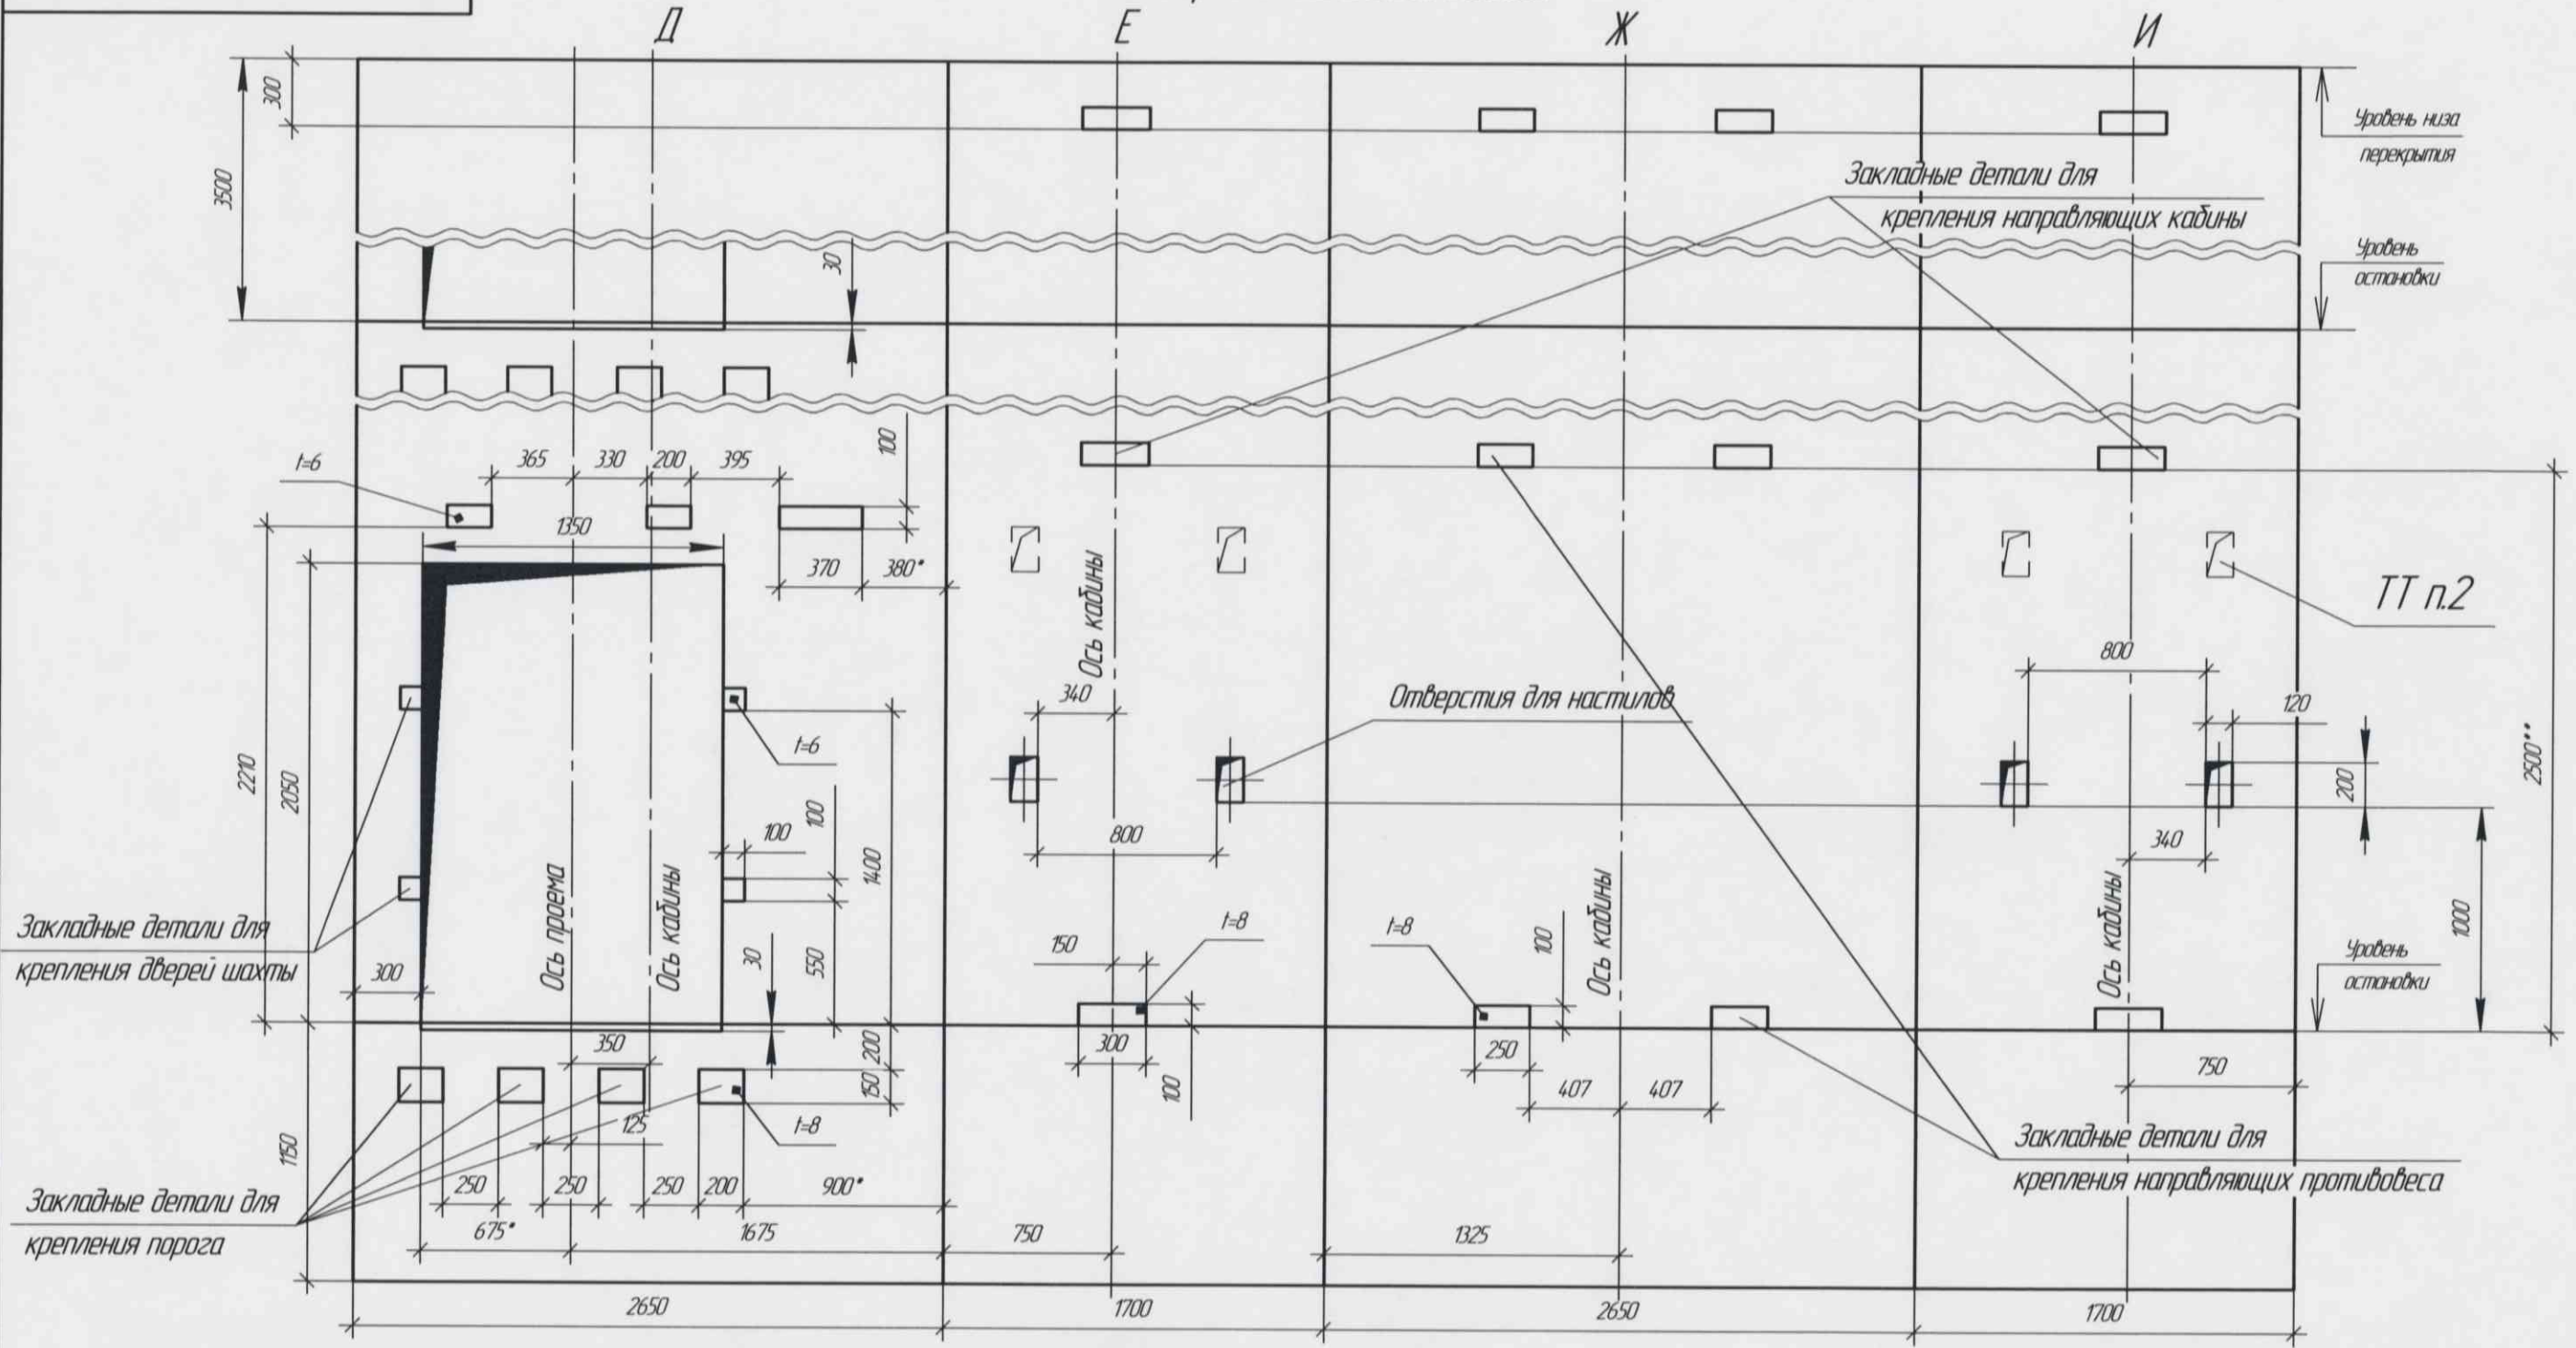 Д
Е
Ж
И
300
3500
Уровень низа
перекрытия
Закладные детали для
крепления направляющих кабины
Уровень
остановки
30
t=6
365
330
200
395
100
1350
370
380*
2210
2050
t=6
100
100
1400
550
30
Ось проема
Ось кабины
Закладные детали для
крепления дверей шахты
300
350
200
150
125
t=8
250
250
250
200
900*
675*
1675
1150
Закладные детали для
крепления порога
2650
Ось кабины
340
800
150
t=8
300
100
750
1700
Отверстия для настилов
t=8
100
Ось кабины
250
407
407
1325
2650
ТТ п.2
800
120
200
340
2500**
1000
Ось кабины
Уровень
остановки
750
Закладные детали для
крепления направляющих противовеса
1700